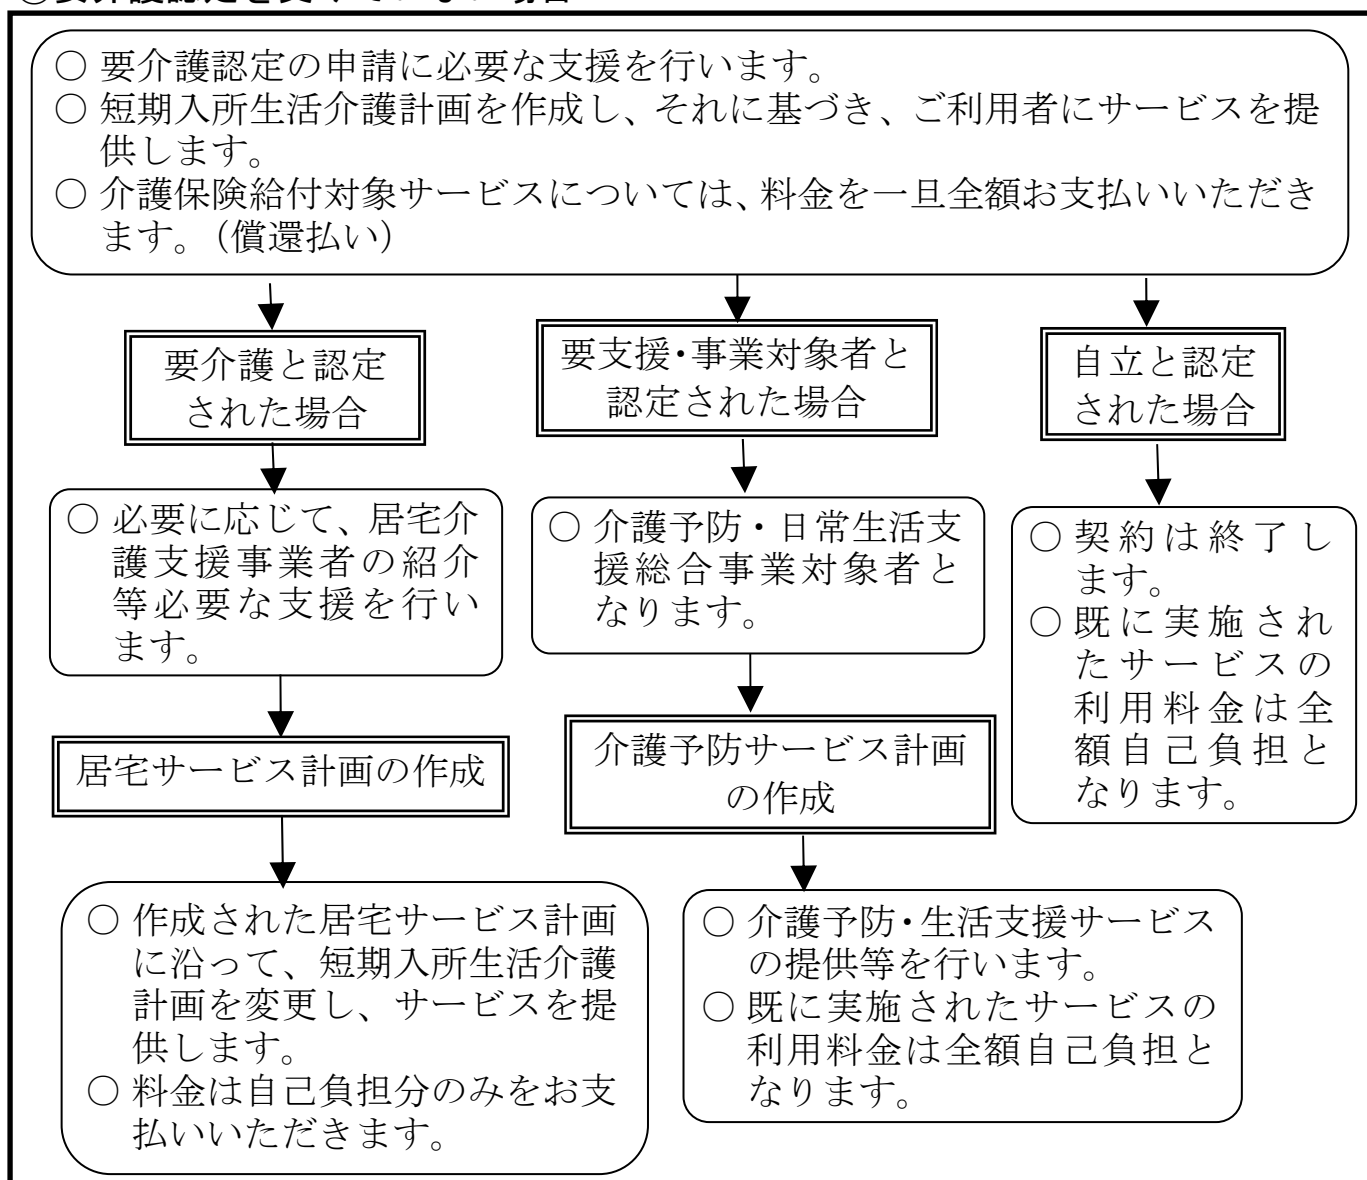 ○要介護認定を受けていない場合
○ 要介護認定の申請に必要な支援を行います。
○ 短期入所生活介護計画を作成し、それに基づき、ご利用者にサービスを提
供します。
○ 介護保険給付対象サービスについては、料金を一旦全額お支払いいただき
ます。（償還払い）
要介護と認定
された場合
○ 必要に応じて、居宅介
護支援事業者の紹介
等必要な支援を行い
ます。
居宅サービス計画の作成
○ 作成された居宅サービス計画
に沿って、短期入所生活介護
計画を変更し、サービスを提
供します。
○ 料金は自己負担分のみをお支
払いいただきます。
要支援・事業対象者と
認定された場合
○ 介護予防・日常生活支
援総合事業対象者と
なります。
介護予防サービス計画
の作成
○ 介護予防・生活支援サービス
の提供等を行います。
○ 既に実施されたサービスの
利用料金は全額自己負担と
なります。
自立と認定
された場合
○ 契約は終了し
ます。
○ 既に実施され
たサービスの
利用料金は全
額自己負担と
なります。